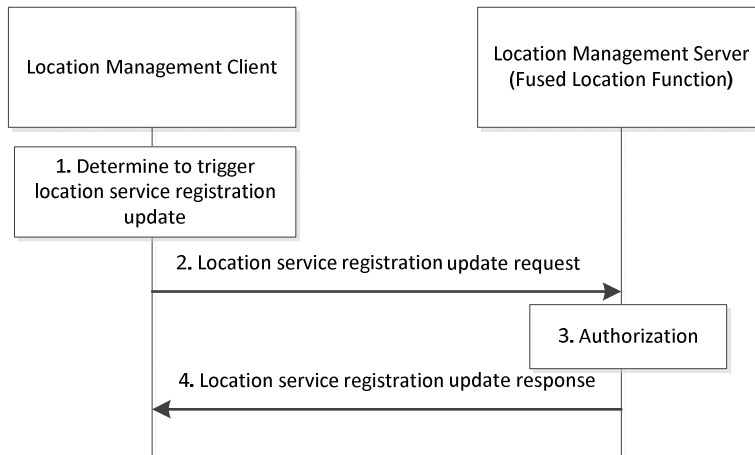 Location Management Client
Location Management Server
(Fused Location Function)
1. Determine to trigger
location service registration
update
2. Location service registration update request
3. Authorization
4. Location service registration update response